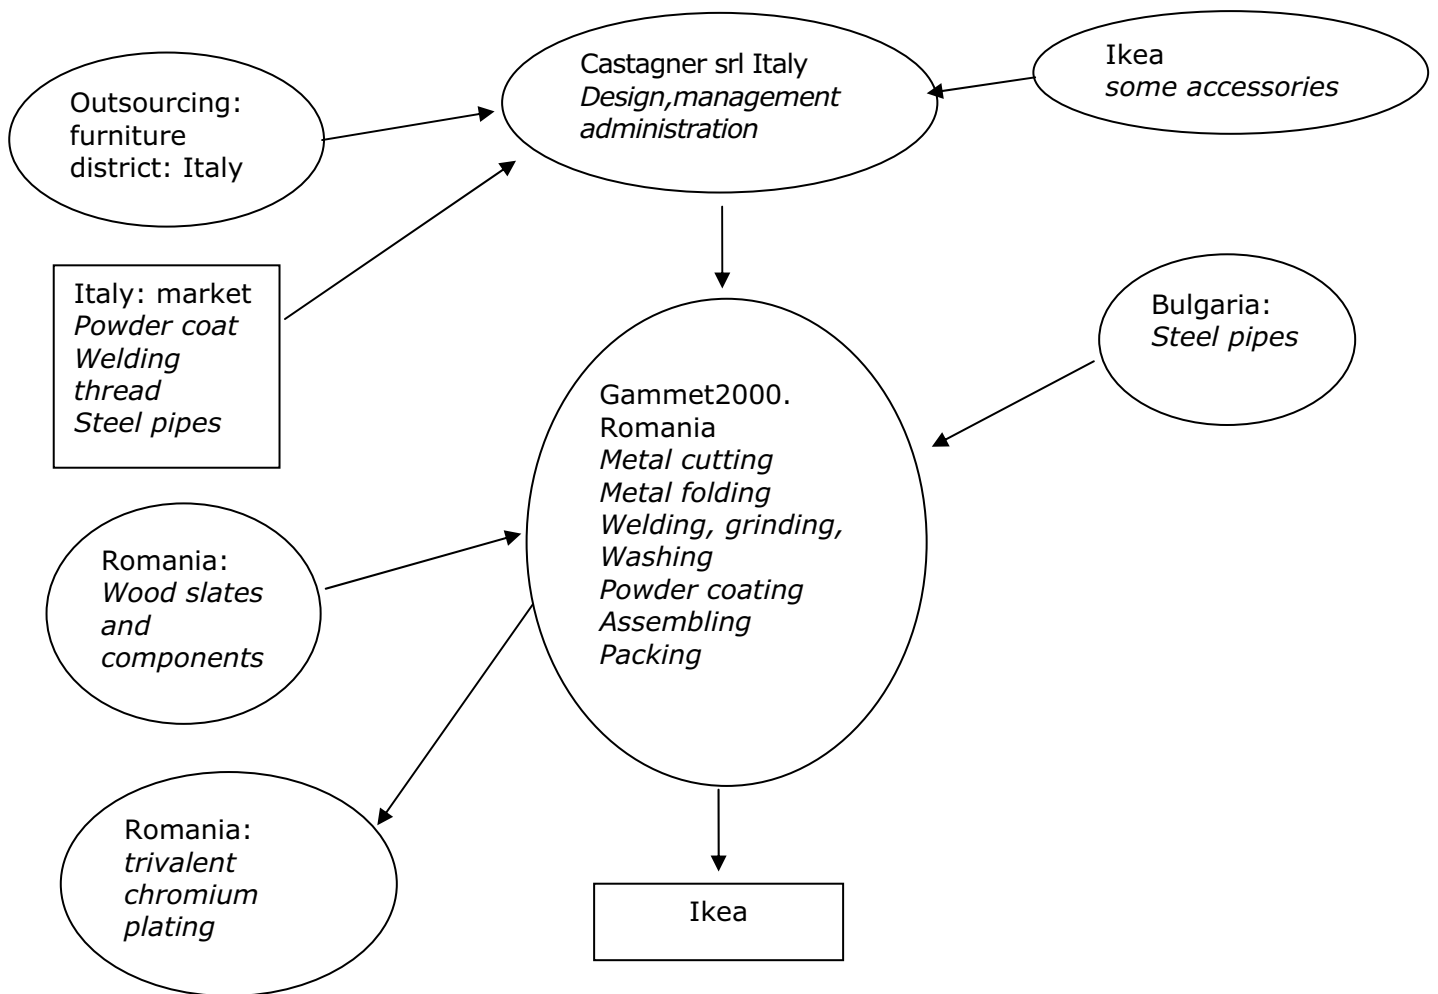 Outsourcing:
furniture
district: Italy
Castagner srl Italy
Design,management
administration
Ikea
some accessories
Italy: market
Powder coat
Welding
thread
Steel pipes
Bulgaria:
Steel pipes
Gammet2000.
Romania
Metal cutting
Metal folding
Welding, grinding,
Washing
Powder coating
Assembling
Packing
Romania:
Wood slates
and
components
Romania:
trivalent
chromium
plating
Ikea